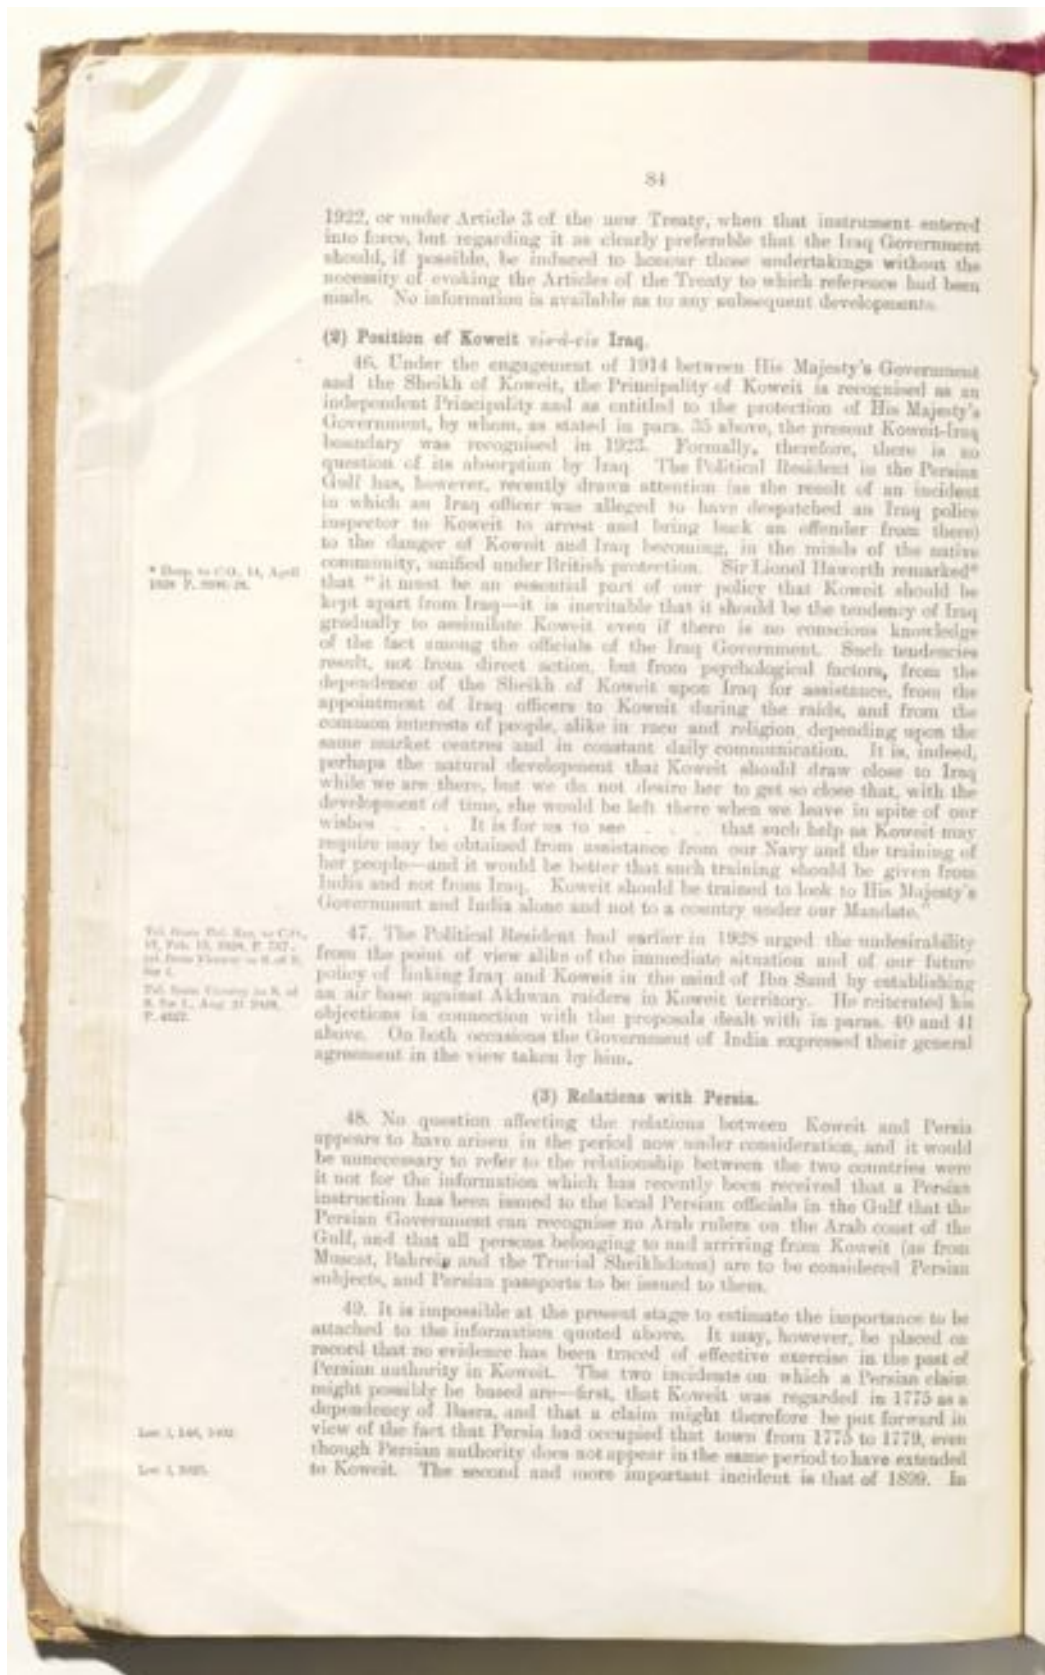 84
1922, or under Article 3 of the new Treaty, when that instrument entered
into force, but regarding it as clearly preferable that the Iraq Government
should, if possible, be induced to honour those undertakings without the
necessity of evoking the Articles of the Treaty to which reference had been
made. No information is available as to any subsequent developments.
(2) Position of Koweit vis-à-vis Iraq.
46. Under the engagement of 1914 between His Majesty's Government
and the Sheikh of Koweit, the Principality of Koweit is recognised as an
independent Principality and as entitled to the protection of His Majesty's
Government, by whom, as stated in para. 35 above, the present Koweit-Iraq
boundary was recognised in 1923. Formally, therefore, there is no
question of its absorption by Iraq. The Political Resident in the Persian
Gulf has, however, recently drawn attention (as the result of an incident
in which an Iraq officer was alleged to have despatched an Iraq police
inspector to Koweit to arrest and bring back an offender from there)
to the danger of Koweit and Iraq becoming, in the minds of the native
community, unified under British protection. Sir Lionel Haworth remarked*
that "it must be an essential part of our policy that Koweit should be
kept apart from Iraq—it is inevitable that it should be the tendency of Iraq
gradually to assimilate Koweit even if there is no conscious knowledge
of the fact among the officials of the Iraq Government. Such tendencies
result, not from direct action, but from psychological factors, from the
dependence of the Sheikh of Koweit upon Iraq for assistance, from the
appointment of Iraq officers to Koweit during the raids, and from the
common interests of people, alike in race and religion, depending upon the
same market centres and in constant daily communication. It is, indeed,
perhaps the natural development that Koweit should draw close to Iraq
while we are there, but we do not desire her to get so close that, with the
development of time, she would be left there when we leave in spite of our
wishes . . . It is for us to see . . . that such help as Koweit may
require may be obtained from assistance from our Navy and the training of
her people—and it would be better that such training should be given from
India and not from Iraq. Koweit should be trained to look to His Majesty's
Government and India alone and not to a country under our Mandate."
* Desp. to C.O., 14, April
1928
47. The Political Resident had earlier in 1928 urged the undesirability
from the point of view alike of the immediate situation and of our future
policy of linking Iraq and Koweit in the mind of Ibn Saud by establishing
an air base against Akhwan raiders in Koweit territory. He reiterated his
objections in connection with the proposals dealt with in paras. 40 and 41
above. On both occasions the Government of India expressed their general
agreement in the view taken by him.
Tel. from Pol. Res. to C.O.,
Tel. from Viceroy to S. of
(3) Relations with Persia.
48. No question affecting the relations between Koweit and Persia
appears to have arisen in the period now under consideration, and it would
be unnecessary to refer to the relationship between the two countries were
it not for the information which has recently been received that a Persian
instruction has been issued to the local Persian officials in the Gulf that the
Persian Government can recognise no Arab rulers on the Arab coast of the
Gulf, and that all persons belonging to and arriving from Koweit (as from
Muscat, Bahrein and the Trucial Sheikhdoms) are to be considered Persian
subjects, and Persian passports to be issued to them.
49. It is impossible at the present stage to estimate the importance to be
attached to the information quoted above. It may, however, be placed on
record that no evidence has been traced of effective exercise in the past of
Persian authority in Koweit. The two incidents on which a Persian claim
might possibly be based are—first, that Koweit was regarded in 1775 as a
dependency of Basra, and that a claim might therefore be put forward in
view of the fact that Persia had occupied that town from 1775 to 1779, even
though Persian authority does not appear in the same period to have extended
to Koweit. The second and more important incident is that of 1899. In